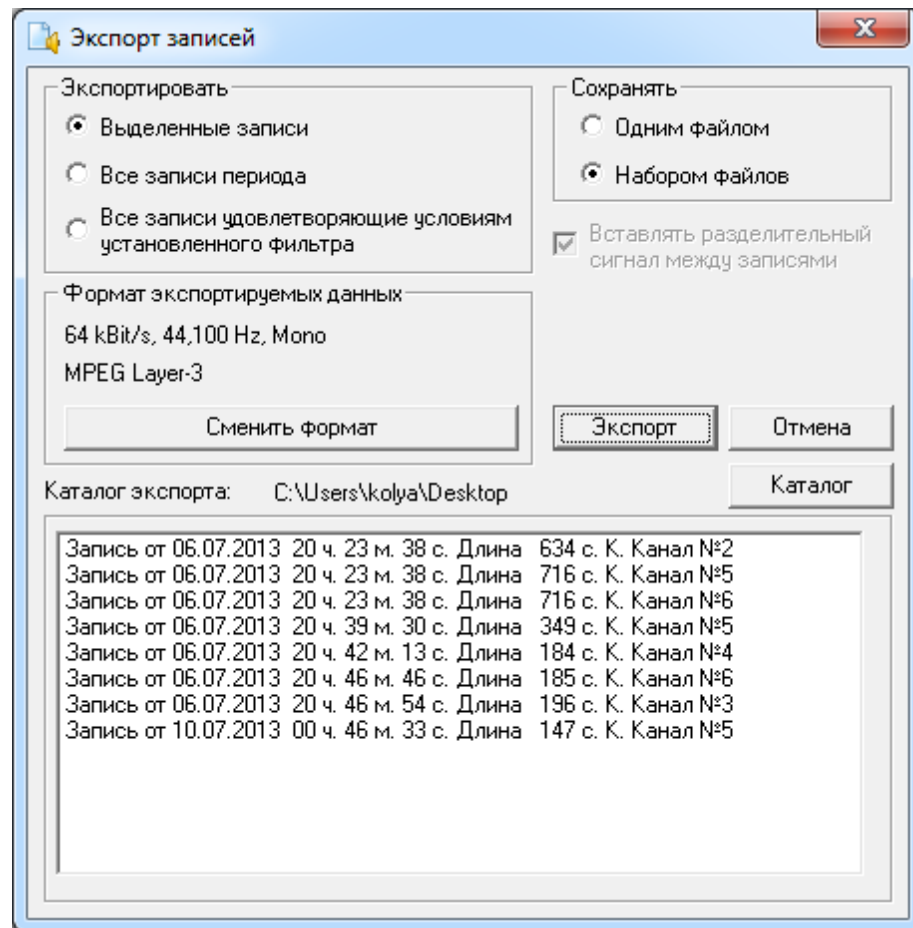 Экспорт записей
Экспортировать
Выделенные записи
Все записи периода
Все записи удовлетворяющие условиям
установленного фильтра
Сохранять
Одним файлом
Набором файлов
Вставлять разделительный
сигнал между записями
Формат экспортируемых данных
64 kBit/s, 44,100 Hz, Mono
MPEG Layer-3
Сменить формат
Экспорт
Отмена
Каталог экспорта: C:\Users\kolya\Desktop
Каталог
Запись от 06.07.2013 20 ч. 23 м. 38 с. Длина 634 с. К. Канал №2
Запись от 06.07.2013 20 ч. 23 м. 38 с. Длина 716 с. К. Канал №5
Запись от 06.07.2013 20 ч. 23 м. 38 с. Длина 716 с. К. Канал №6
Запись от 06.07.2013 20 ч. 39 м. 30 с. Длина 349 с. К. Канал №5
Запись от 06.07.2013 20 ч. 42 м. 13 с. Длина 184 с. К. Канал №4
Запись от 06.07.2013 20 ч. 46 м. 46 с. Длина 185 с. К. Канал №6
Запись от 06.07.2013 20 ч. 46 м. 54 с. Длина 196 с. К. Канал №3
Запись от 10.07.2013 00 ч. 46 м. 33 с. Длина 147 с. К. Канал №5